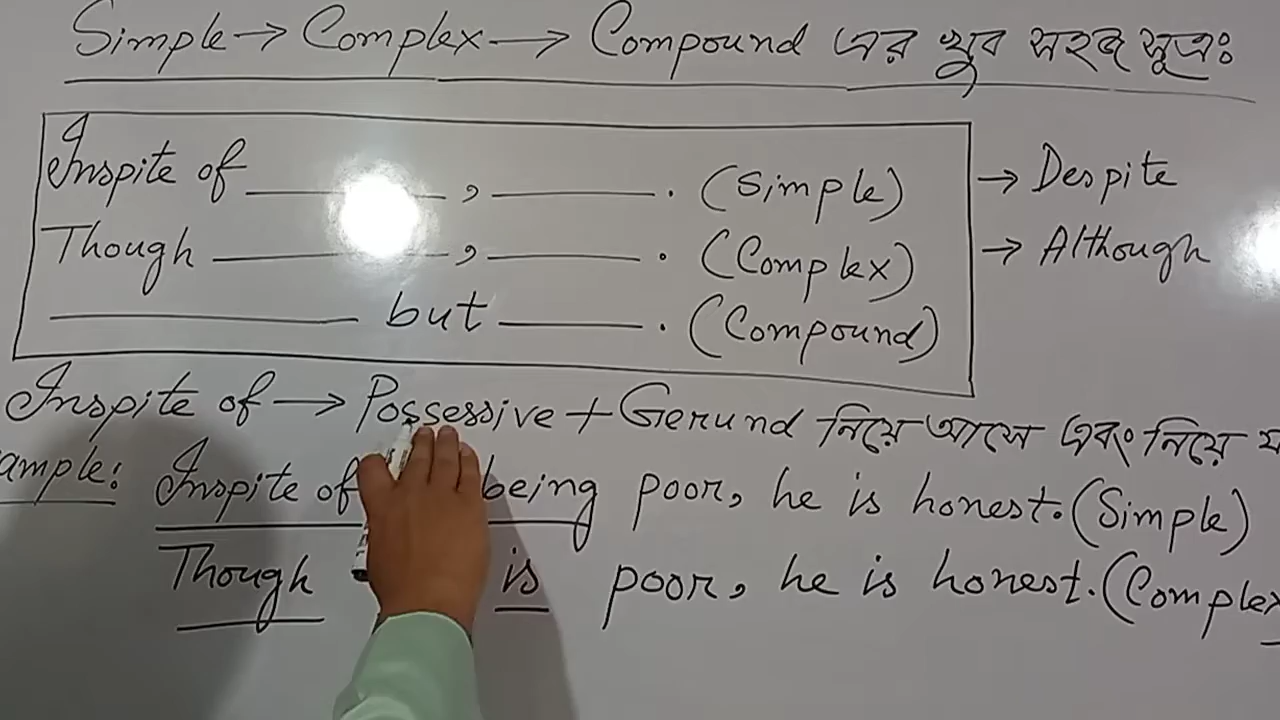 Simple → Complex → Compound এর খুব সহজ সূত্রঃ
Inspite of ________ , ________ . (Simple) → Despite
Though ________ , ________ . (Complex) → Although
________ but ________ . (Compound)
Inspite of → Possessive + Gerund নিয়ে আসে এবং নিয়ে
ample: Inspite of being poor, he is honest. (Simple)
Though is poor, he is honest. (Complex